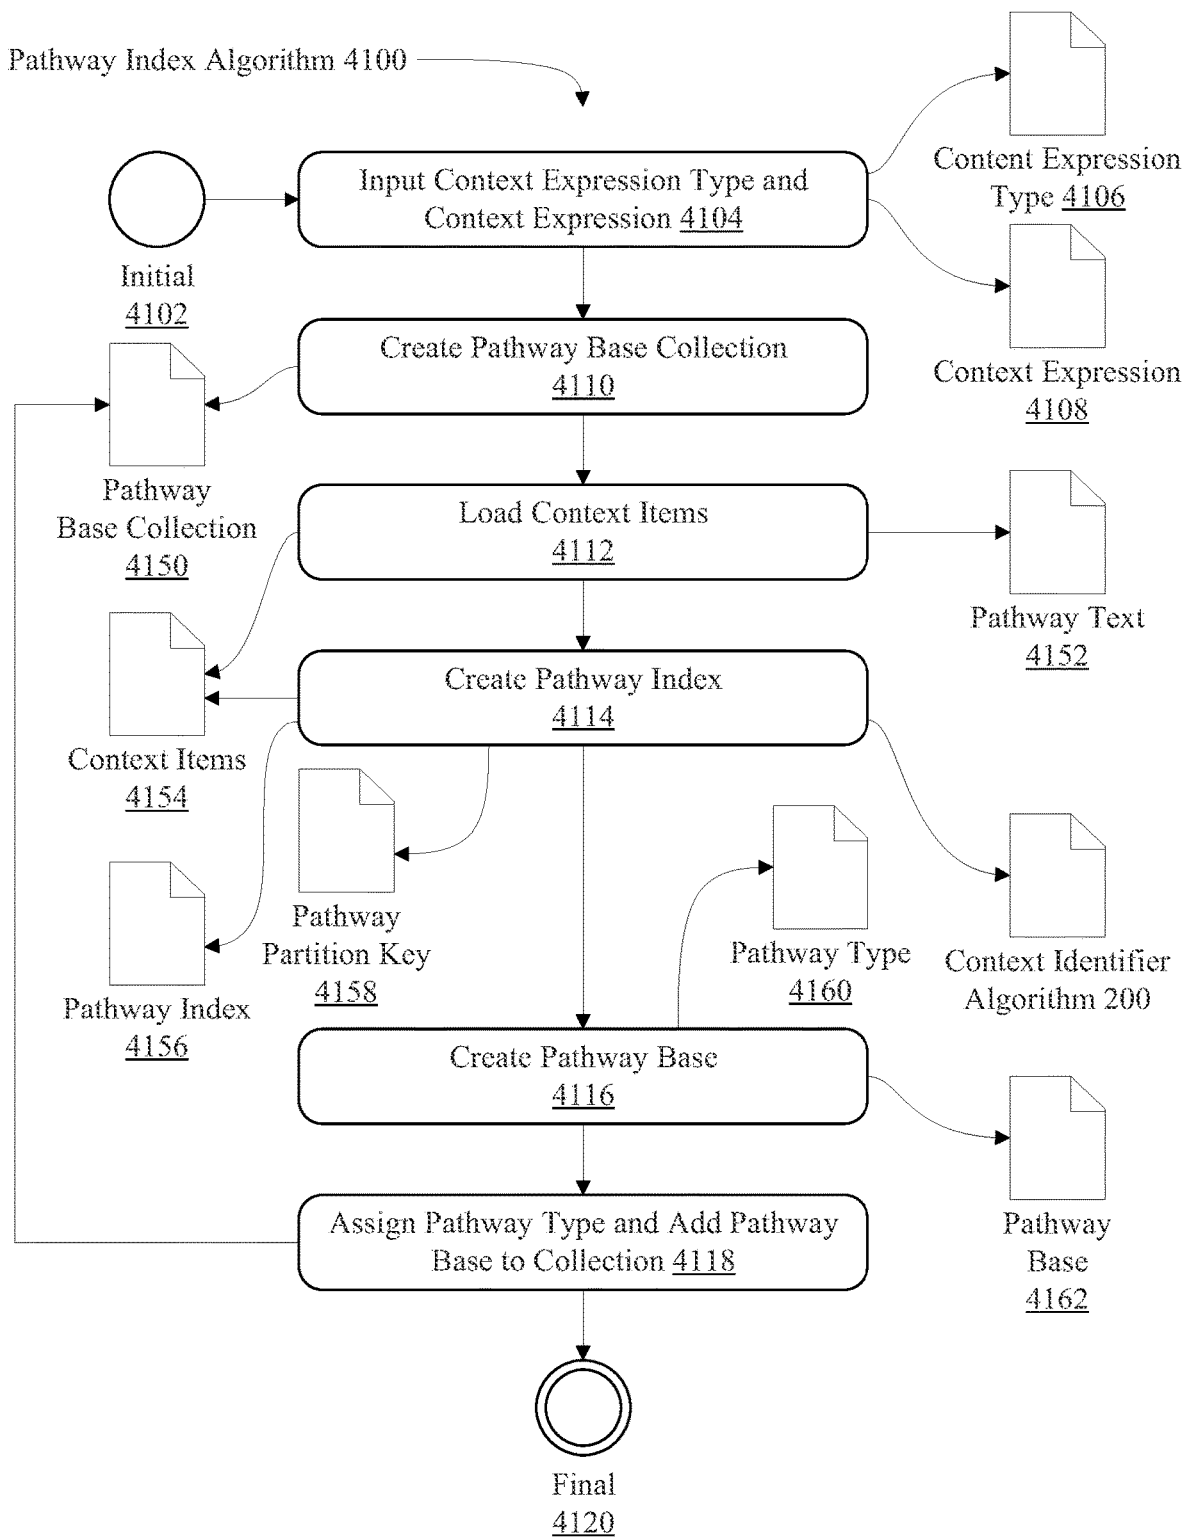 Pathway Index Algorithm 4100
Content Expression
Type 4106
Input Context Expression Type and
Context Expression 4104
Initial
4102
Context Expression
4108
Create Pathway Base Collection
4110
Pathway
Base Collection
4150
Load Context Items
4112
Pathway Text
4152
Create Pathway Index
4114
Context Items
4154
Pathway
Partition Key
4158
Pathway Type
4160
Context Identifier
Algorithm 200
Pathway Index
4156
Create Pathway Base
4116
Pathway
Base
4162
Assign Pathway Type and Add Pathway
Base to Collection 4118
Final
4120